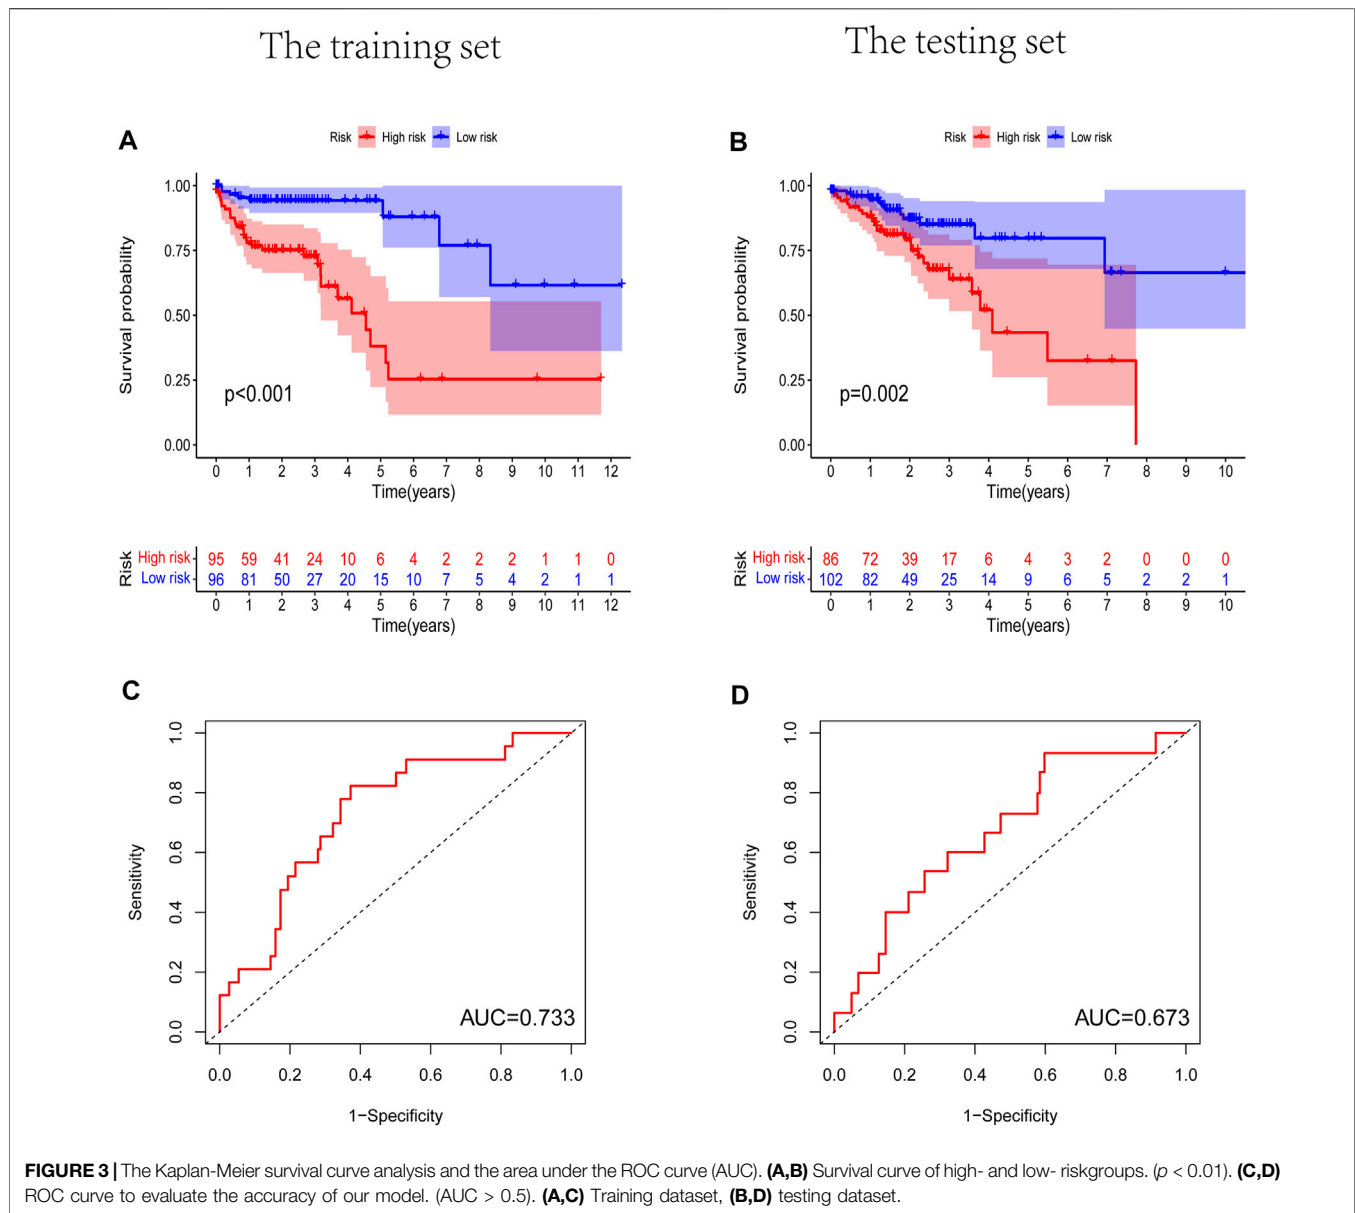 The training set
The testing set
A
Risk High risk Low risk
Survival probability
1.00
0.75
0.50
0.25
0.00
p<0.001
0 1 2 3 4 5 6 7 8 9 10 11 12
Time(years)
Risk
High risk 95 59 41 24 10 6 4 2 2 2 1 1 0
Low risk 96 81 50 27 20 15 10 7 5 4 2 1 1
0 1 2 3 4 5 6 7 8 9 10 11 12
Time(years)
B
Risk High risk Low risk
Survival probability
1.00
0.75
0.50
0.25
0.00
p=0.002
0 1 2 3 4 5 6 7 8 9 10
Time(years)
Risk
High risk 86 72 39 17 6 4 3 2 0 0 0
Low risk 102 82 49 25 14 9 6 5 2 2 1
0 1 2 3 4 5 6 7 8 9 10
Time(years)
C
Sensitivity
1.0
0.8
0.6
0.4
0.2
0.0
AUC=0.733
0.0 0.2 0.4 0.6 0.8 1.0
1−Specificity
D
Sensitivity
1.0
0.8
0.6
0.4
0.2
0.0
AUC=0.673
0.0 0.2 0.4 0.6 0.8 1.0
1−Specificity
FIGURE 3 | The Kaplan-Meier survival curve analysis and the area under the ROC curve (AUC). (A,B) Survival curve of high- and low- riskgroups. (p < 0.01). (C,D)
ROC curve to evaluate the accuracy of our model. (AUC > 0.5). (A,C) Training dataset, (B,D) testing dataset.